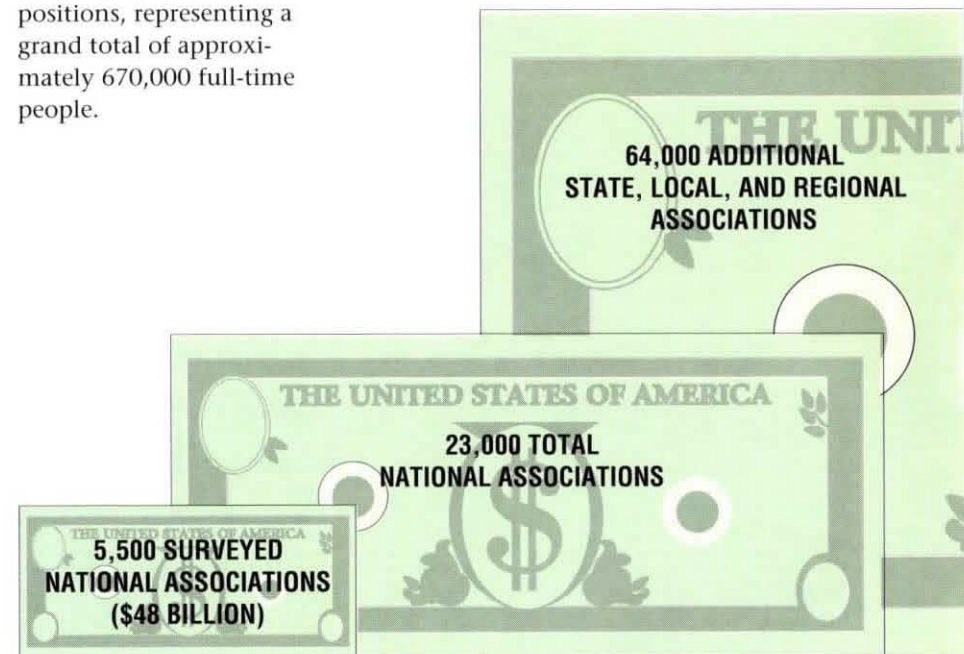 positions, representing a
grand total of approxi-
mately 670,000 full-time
people.
THE UNIT
64,000 ADDITIONAL
STATE, LOCAL, AND REGIONAL
ASSOCIATIONS
THE UNITED STATES OF AMERICA
23,000 TOTAL
NATIONAL ASSOCIATIONS
$
THE UNITED STATES OF AMERICA
5,500 SURVEYED
NATIONAL ASSOCIATIONS
($48 BILLION)